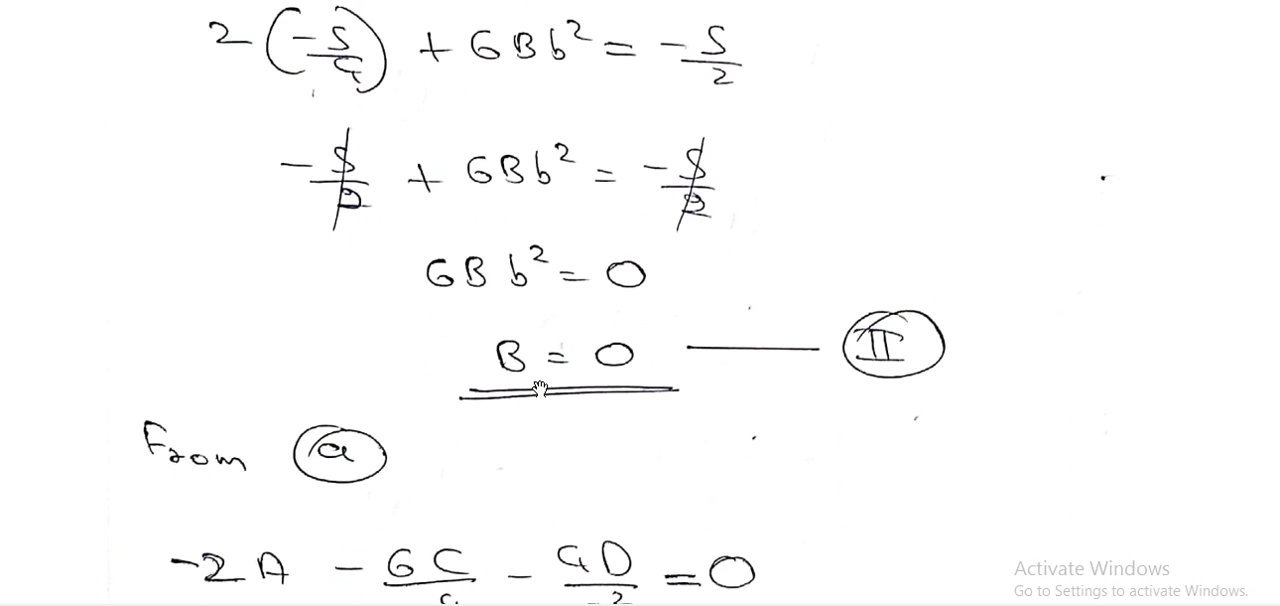 2(-S/4) + 6Bb² = -S/2
-S/2 + 6Bb² = -S/2
6Bb² = 0
B = 0 —— II
From a
-2A - 6C/ - 4D/ = 0
Activate Windows
Go to Settings to activate Windows.